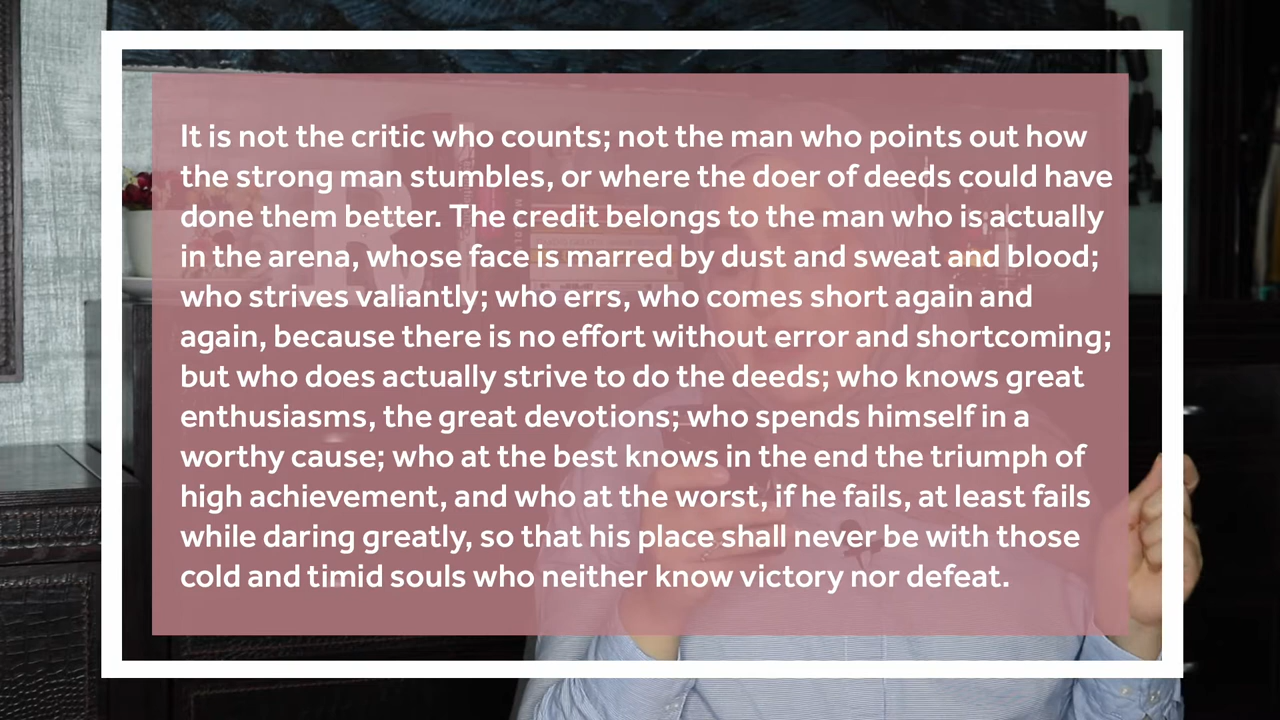 It is not the critic who counts; not the man who points out how
the strong man stumbles, or where the doer of deeds could have
done them better. The credit belongs to the man who is actually
in the arena, whose face is marred by dust and sweat and blood;
who strives valiantly; who errs, who comes short again and
again, because there is no effort without error and shortcoming;
but who does actually strive to do the deeds; who knows great
enthusiasms, the great devotions; who spends himself in a
worthy cause; who at the best knows in the end the triumph of
high achievement, and who at the worst, if he fails, at least fails
while daring greatly, so that his place shall never be with those
cold and timid souls who neither know victory nor defeat.